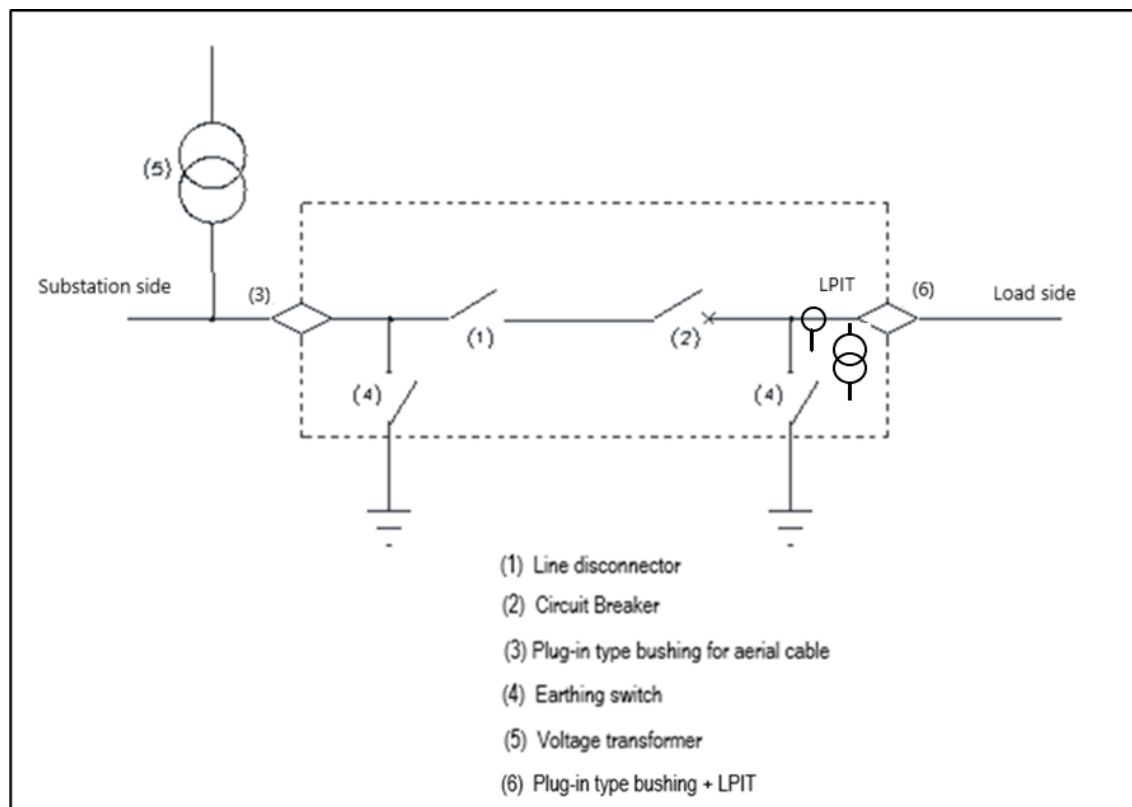 (5)
Substation side
(3)
LPIT
(6)
Load side
(1)
(2)
(4)
(4)
(1) Line disconnector
(2) Circuit Breaker
(3) Plug-in type bushing for aerial cable
(4) Earthing switch
(5) Voltage transformer
(6) Plug-in type bushing + LPIT